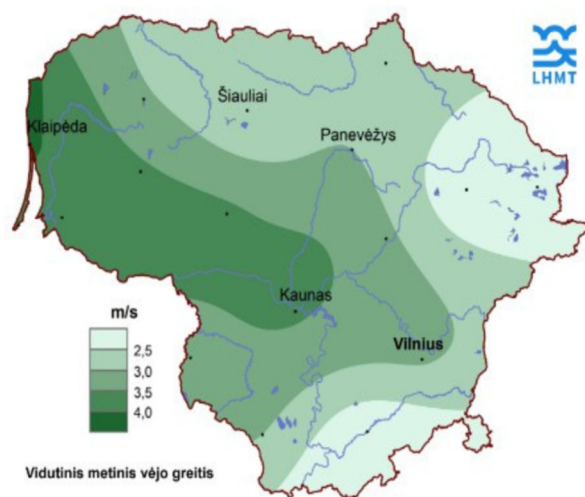 LHMT
Šiauliai
Klaipėda
Panevėžys
Kaunas
m/s
2,5
3,0
3,5
4,0
Vilnius
Vidutinis metinis vėjo greitis